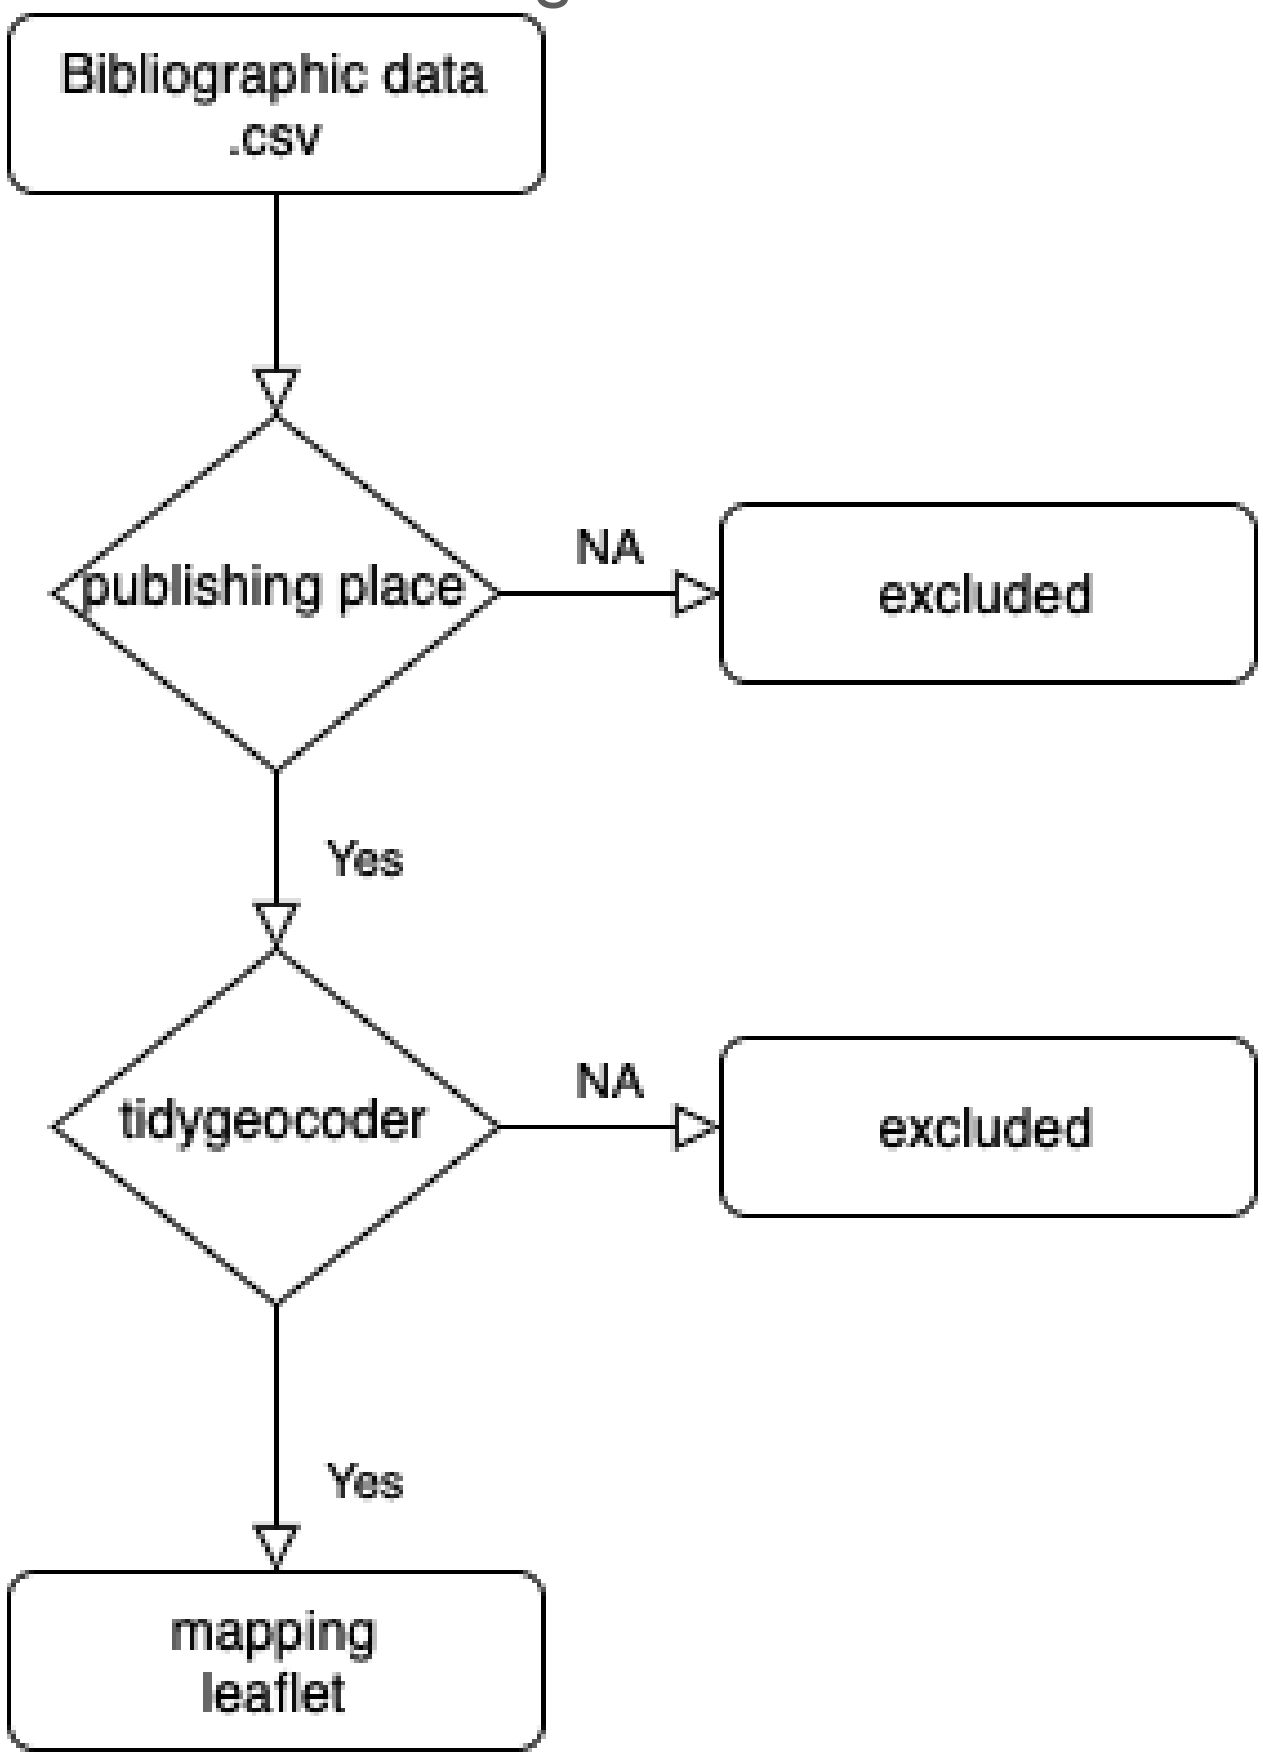 Bibliographic data
.csv
publishing place
NA
excluded
Yes
tidygeocoder
NA
excluded
Yes
mapping
leaflet